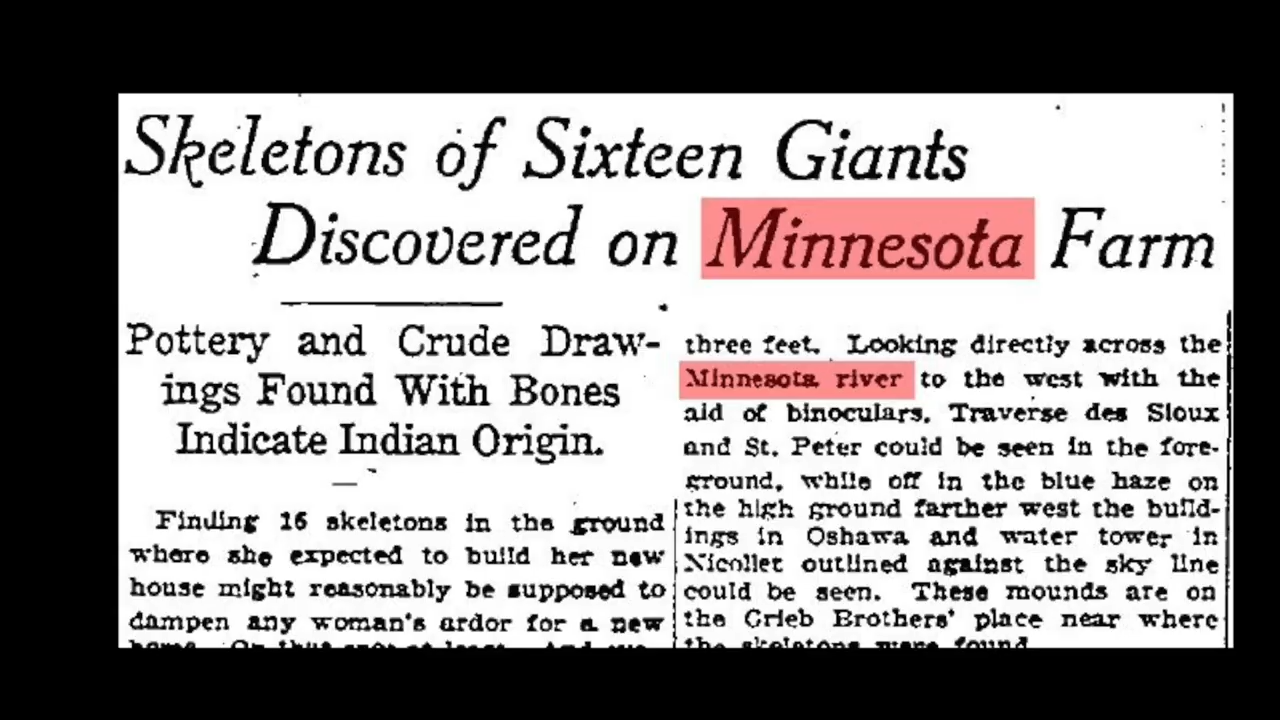 Skeletons of Sixteen Giants
Discovered on Minnesota Farm
Pottery and Crude Draw-
ings Found With Bones
Indicate Indian Origin.
Finding 16 skeletons in the ground
where she expected to build her new
house might reasonably be supposed to
dampen any woman's ardor for a new
three feet. Looking directly across the
Minnesota river to the west with the
aid of binoculars, Traverse des Sioux
and St. Peter could be seen in the fore-
ground, while off in the blue haze on
the high ground farther west the build-
ings in Oshawa and water tower in
Nicollet outlined against the sky line
could be seen. These mounds are on
the Grieb Brothers' place near where
the skeletons were found